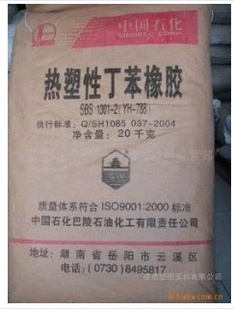 中国石化
SINOPEC CORP.
热塑性丁苯橡胶
SBS 1301-2(YH-788)
执行标准：Q/SH1085 037-2004
净含量：20千克
质量体系符合ISO9001:2000标准
中国石化巴陵石油化工有限责任公司
地址：湖南省岳阳市云溪区
电话：(0730)8495817